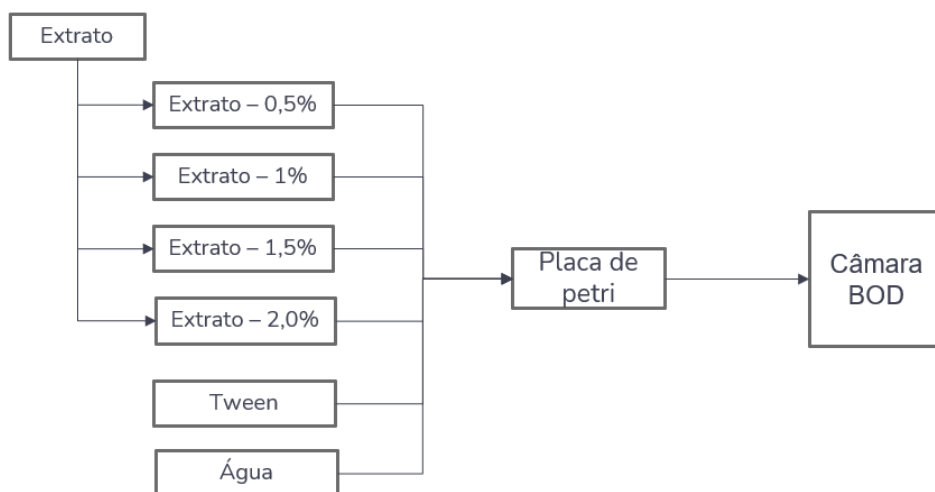 Extrato
Extrato – 0,5%
Extrato – 1%
Extrato – 1,5%
Extrato – 2,0%
Tween
Água
Placa de
petri
Câmara
BOD